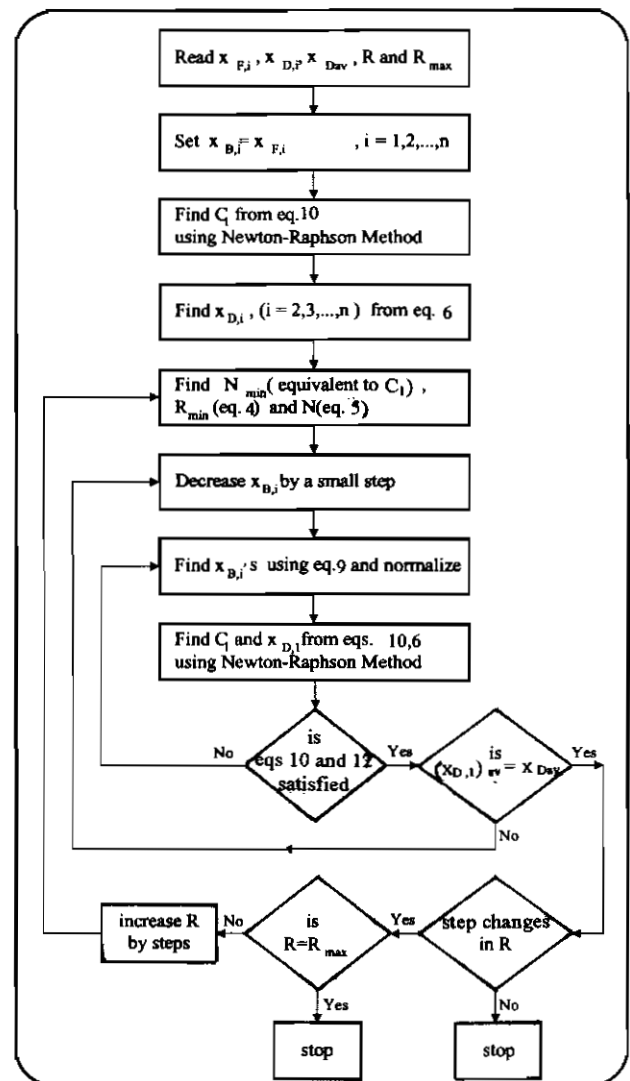 Read x F,i , x D,i, x Dav , R and R max
Set x B,i = x F,i , i = 1,2,...,n
Find C1 from eq.10
using Newton-Raphson Method
Find x D,i , (i = 2,3,...,n ) from eq. 6
Find N min( equivalent to C1) ,
R min (eq. 4) and N(eq. 5)
Decrease x B,i by a small step
Find x B,i's using eq.9 and normalize
Find C1 and x D,1 from eqs. 10,6
using Newton-Raphson Method
is
No
eqs 10 and 12
Yes
satisfied
is
(x D,1) av = x Dav
Yes
No
increase R
by steps
No
is
R=R max
Yes
step changes
in R
Yes
No
stop
stop